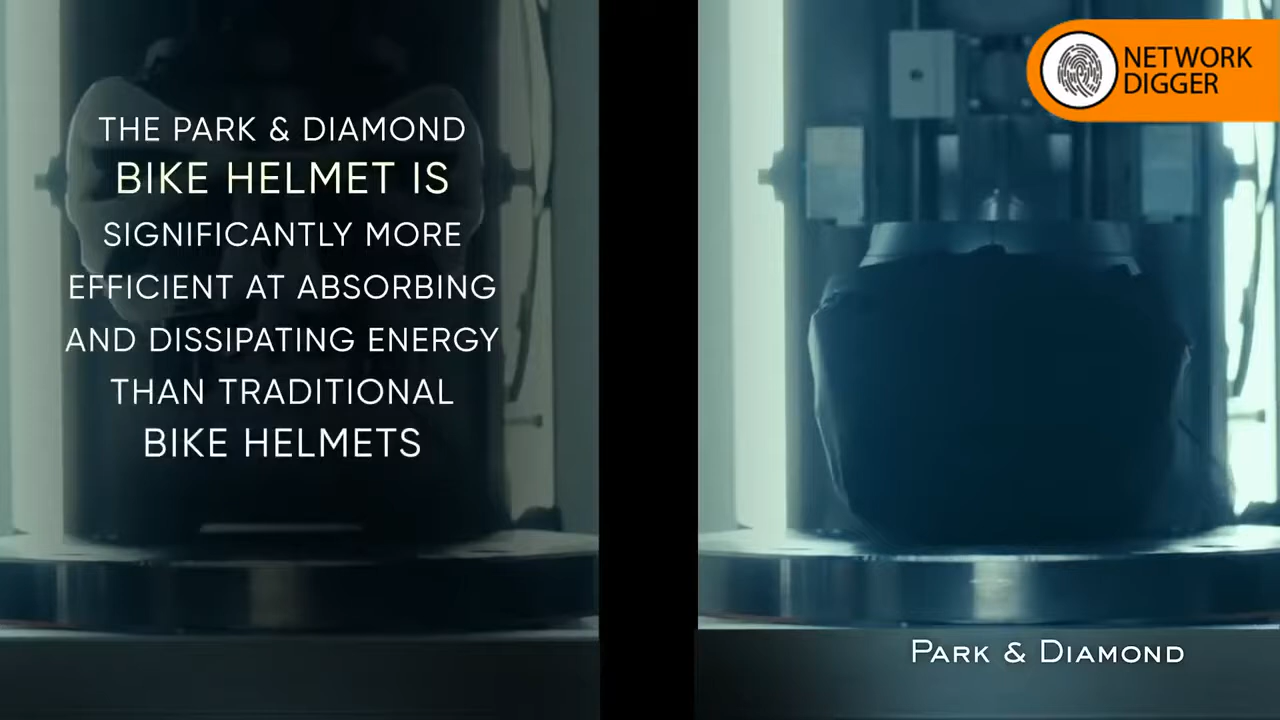 THE PARK & DIAMOND
BIKE HELMET IS
SIGNIFICANTLY MORE
EFFICIENT AT ABSORBING
AND DISSIPATING ENERGY
THAN TRADITIONAL
BIKE HELMETS
NETWORK
DIGGER
PARK & DIAMOND